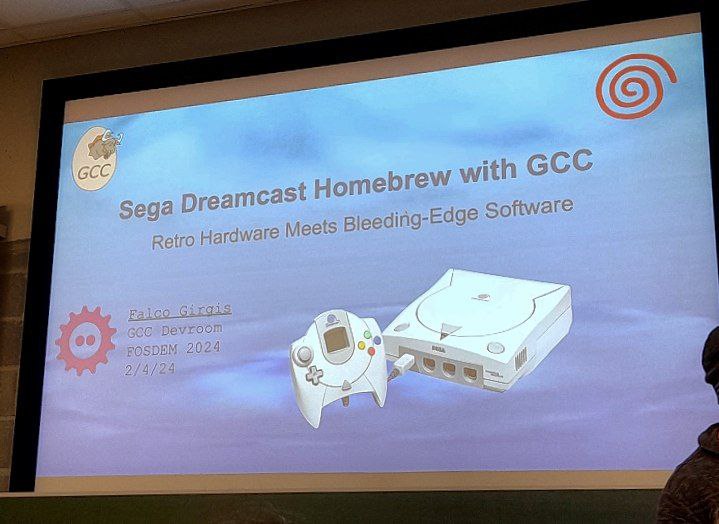 GCC
Sega Dreamcast Homebrew with GCC
Retro Hardware Meets Bleeding-Edge Software
Falco Girgis
GCC Devroom
FOSDEM 2024
2/4/24
SEGA